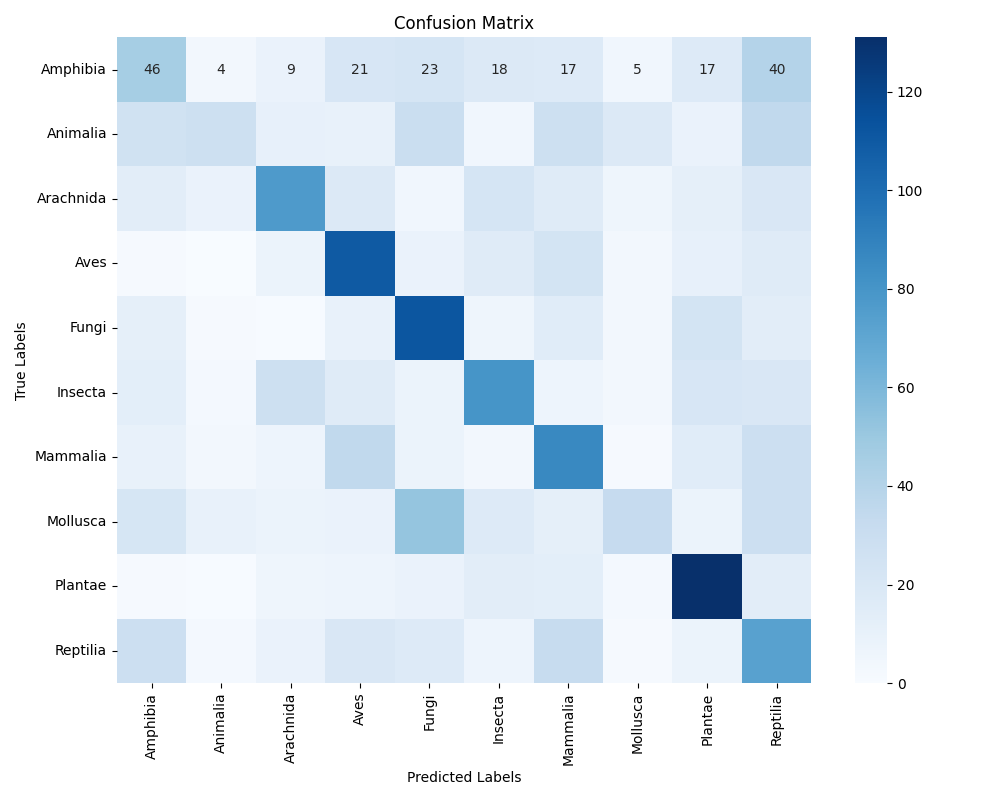 Confusion Matrix
Amphibia 46 4 9 21 23 18 17 5 17 40
Animalia
Arachnida
Aves
Fungi
Insecta
Mammalia
Mollusca
Plantae
Reptilia
True Labels
Amphibia
Animalia
Arachnida
Aves
Fungi
Insecta
Mammalia
Mollusca
Plantae
Reptilia
Predicted Labels
120
100
80
60
40
20
0